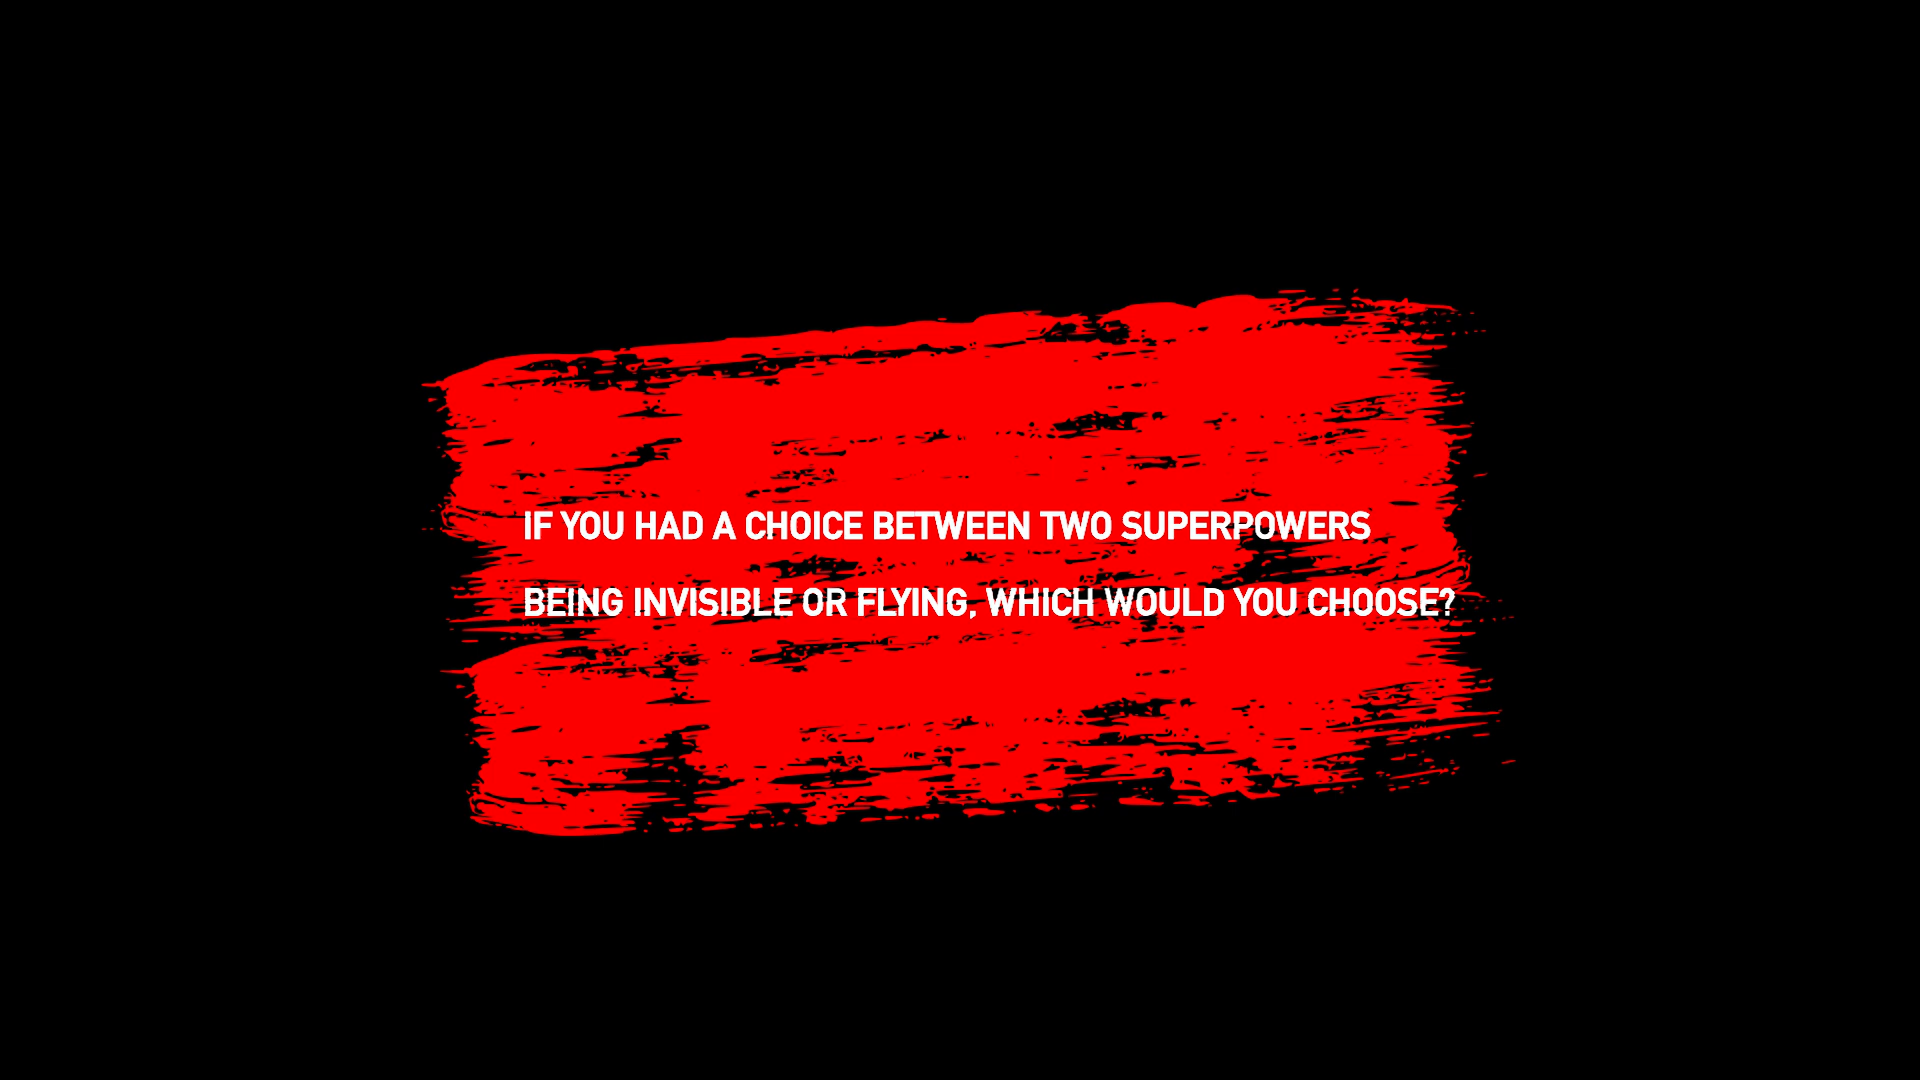 IF YOU HAD A CHOICE BETWEEN TWO SUPERPOWERS
BEING INVISIBLE OR FLYING, WHICH WOULD YOU CHOOSE?